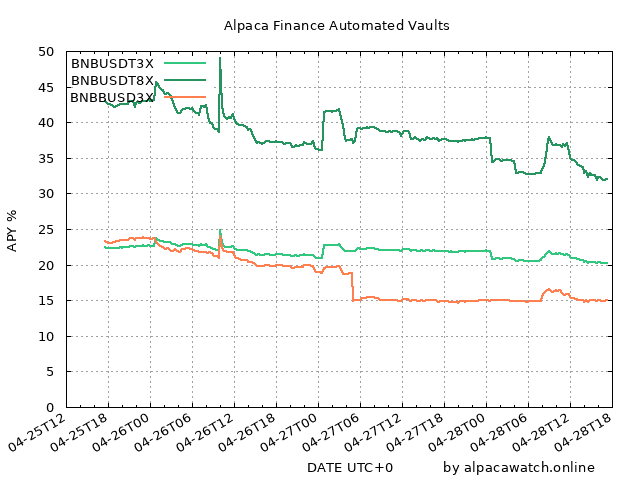 Alpaca Finance Automated Vaults
50
45
40
35
30
25
20
15
10
5
0
APY %
BNBUSDT3X
BNBUSDT8X
BNBBUSD3X
04-25T12
04-25T18
04-26T00
04-26T06
04-26T12
04-26T18
04-27T00
04-27T06
04-27T12
04-27T18
04-28T00
04-28T06
04-28T12
04-28T18
DATE UTC+0
by alpacawatch.online